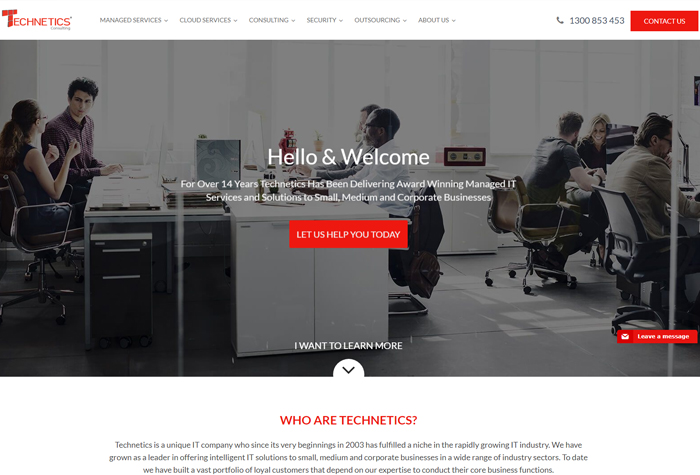 TECHNETICS
Consulting
MANAGED SERVICES CLOUD SERVICES CONSULTING SECURITY OUTSOURCING ABOUT US 1300 853 453 CONTACT US
Hello & Welcome
For Over 14 Years Technetics Has Been Delivering Award Winning Managed IT
Services and Solutions to Small, Medium and Corporate Businesses
LET US HELP YOU TODAY
Leave a message
I WANT TO LEARN MORE
WHO ARE TECHNETICS?
Technetics is a unique IT company who since its very beginnings in 2003 has fulfilled a niche in the rapidly growing IT industry. We have
grown as a leader in offering intelligent IT solutions to small, medium and corporate businesses in a wide range of industry sectors. To date
we have built a vast portfolio of loyal customers that depend on our expertise to conduct their core business functions.